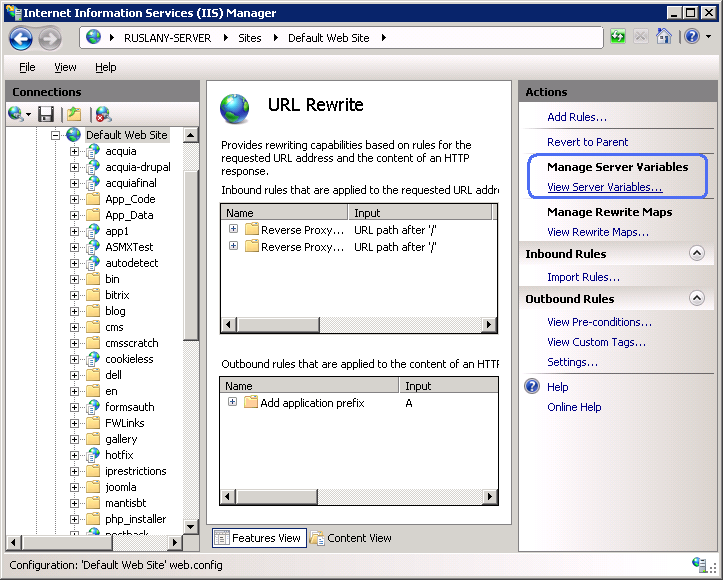 Internet Information Services (IIS) Manager
RUSLANY-SERVER Sites Default Web Site
File View Help
Connections
Default Web Site
acquia
acquia-drupal
acquiafinal
App_Code
App_Data
app1
ASMXTest
autodetect
bin
bitrix
blog
cms
cmsscratch
cookieless
dell
en
formsauth
FWLinks
gallery
hotfix
iprestrictions
joomla
mantisbt
php_installer
postback
URL Rewrite
Provides rewriting capabilities based on rules for the
requested URL address and the content of an HTTP
response.
Inbound rules that are applied to the requested URL addre
Name Input
Reverse Proxy... URL path after '/'
Reverse Proxy... URL path after '/'
Outbound rules that are applied to the content of an HTTP
Name Input
Add application prefix A
Features View Content View
Actions
Add Rules...
Revert to Parent
Manage Server Variables
View Server Variables...
Manage Rewrite Maps
View Rewrite Maps...
Inbound Rules
Import Rules...
Outbound Rules
View Pre-conditions...
View Custom Tags...
Settings...
Help
Online Help
Configuration: 'Default Web Site' web.config